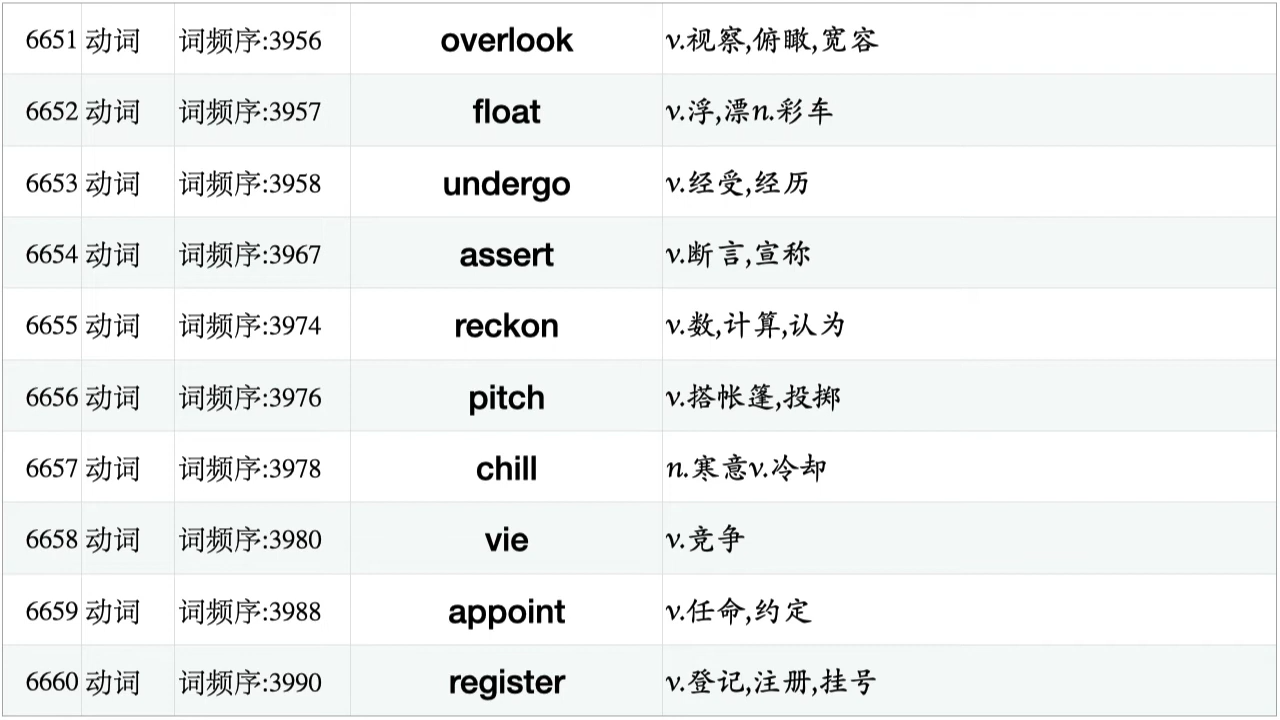 6651 动词 词频序:3956 overlook v.视察,俯瞰,宽容
6652 动词 词频序:3957 float v.浮,漂n.彩车
6653 动词 词频序:3958 undergo v.经受,经历
6654 动词 词频序:3967 assert v.断言,宣称
6655 动词 词频序:3974 reckon v.数,计算,认为
6656 动词 词频序:3976 pitch v.搭帐篷,投掷
6657 动词 词频序:3978 chill n.寒意v.冷却
6658 动词 词频序:3980 vie v.竞争
6659 动词 词频序:3988 appoint v.任命,约定
6660 动词 词频序:3990 register v.登记,注册,挂号